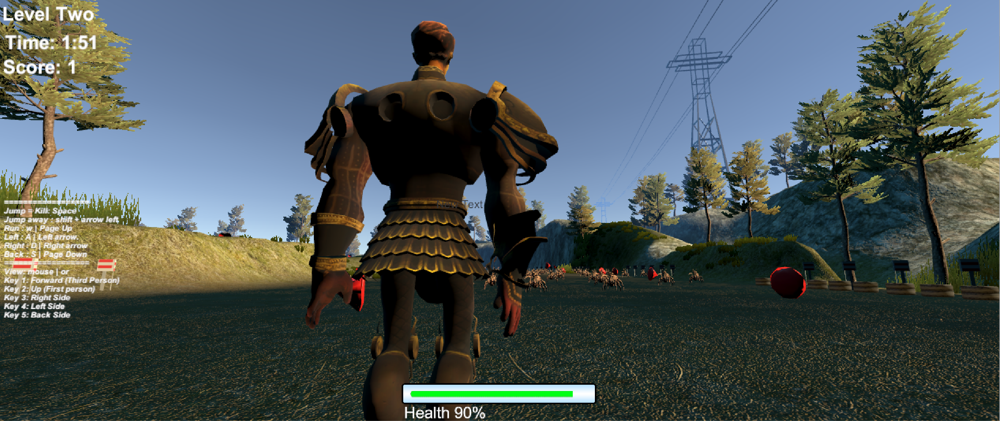 Level Two
Time: 1:51
Score: 1
New Text
==================
Jump = Kill: Space
Jump away : shift + arrow left
Run : w | Page Up
Left : A | Left arrow.
Right : D | Right arrow
Back : S | Page Down
==================
View: mouse | or
Key 1: Forward (Third Person)
Key 2: Up (First person)
Key 3: Right Side
Key 4: Left Side
Key 5: Back Side
Health 90%